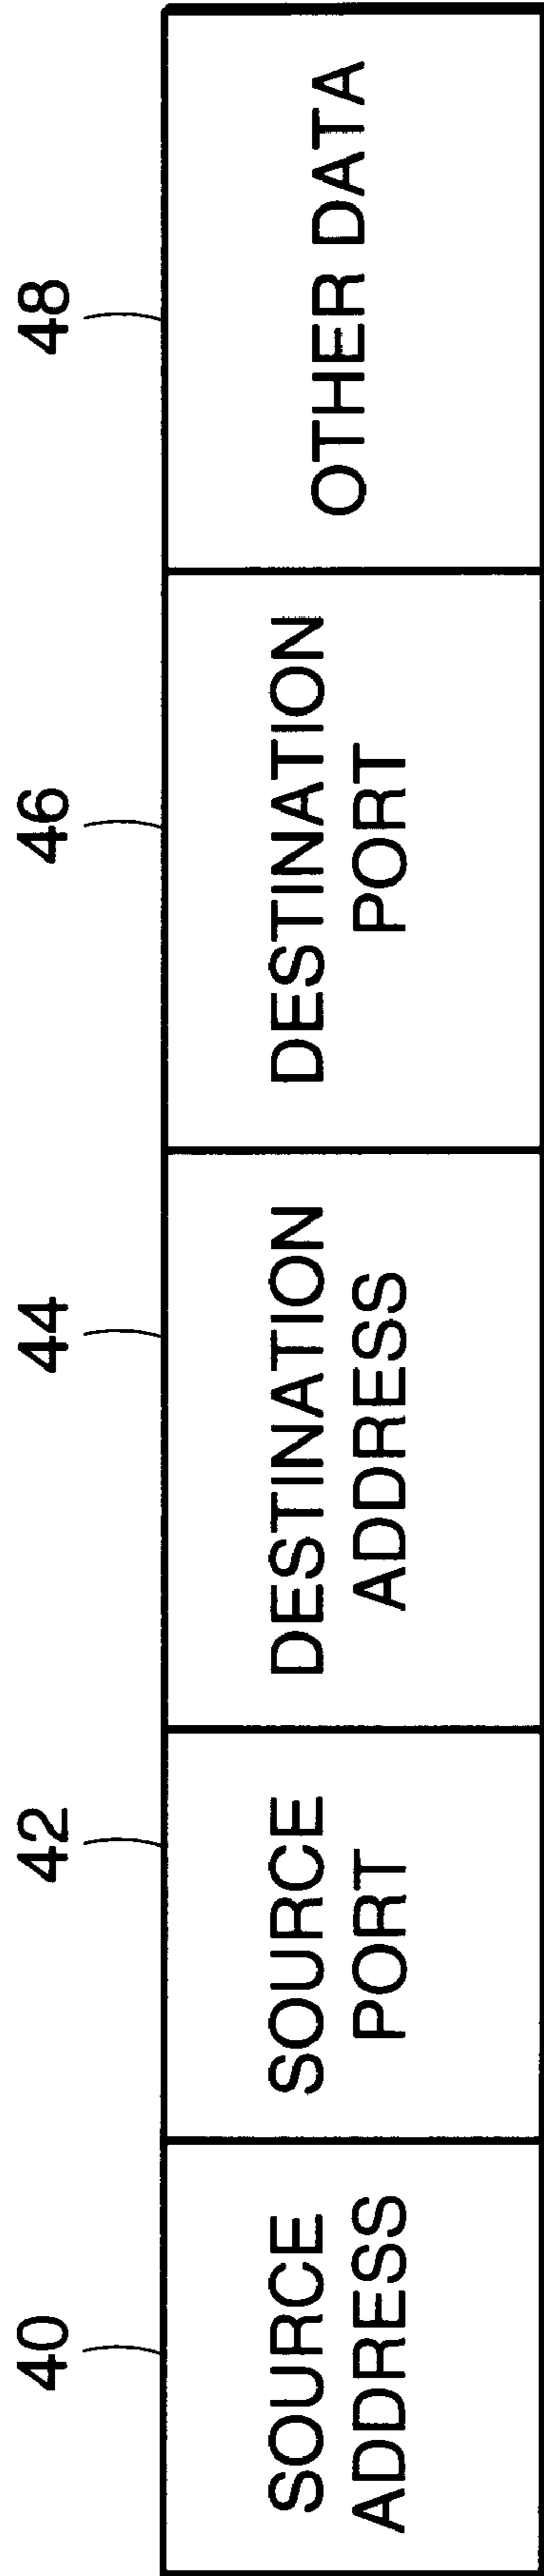 40
42
44
46
48
SOURCE
ADDRESS
SOURCE
PORT
DESTINATION
ADDRESS
DESTINATION
PORT
OTHER DATA